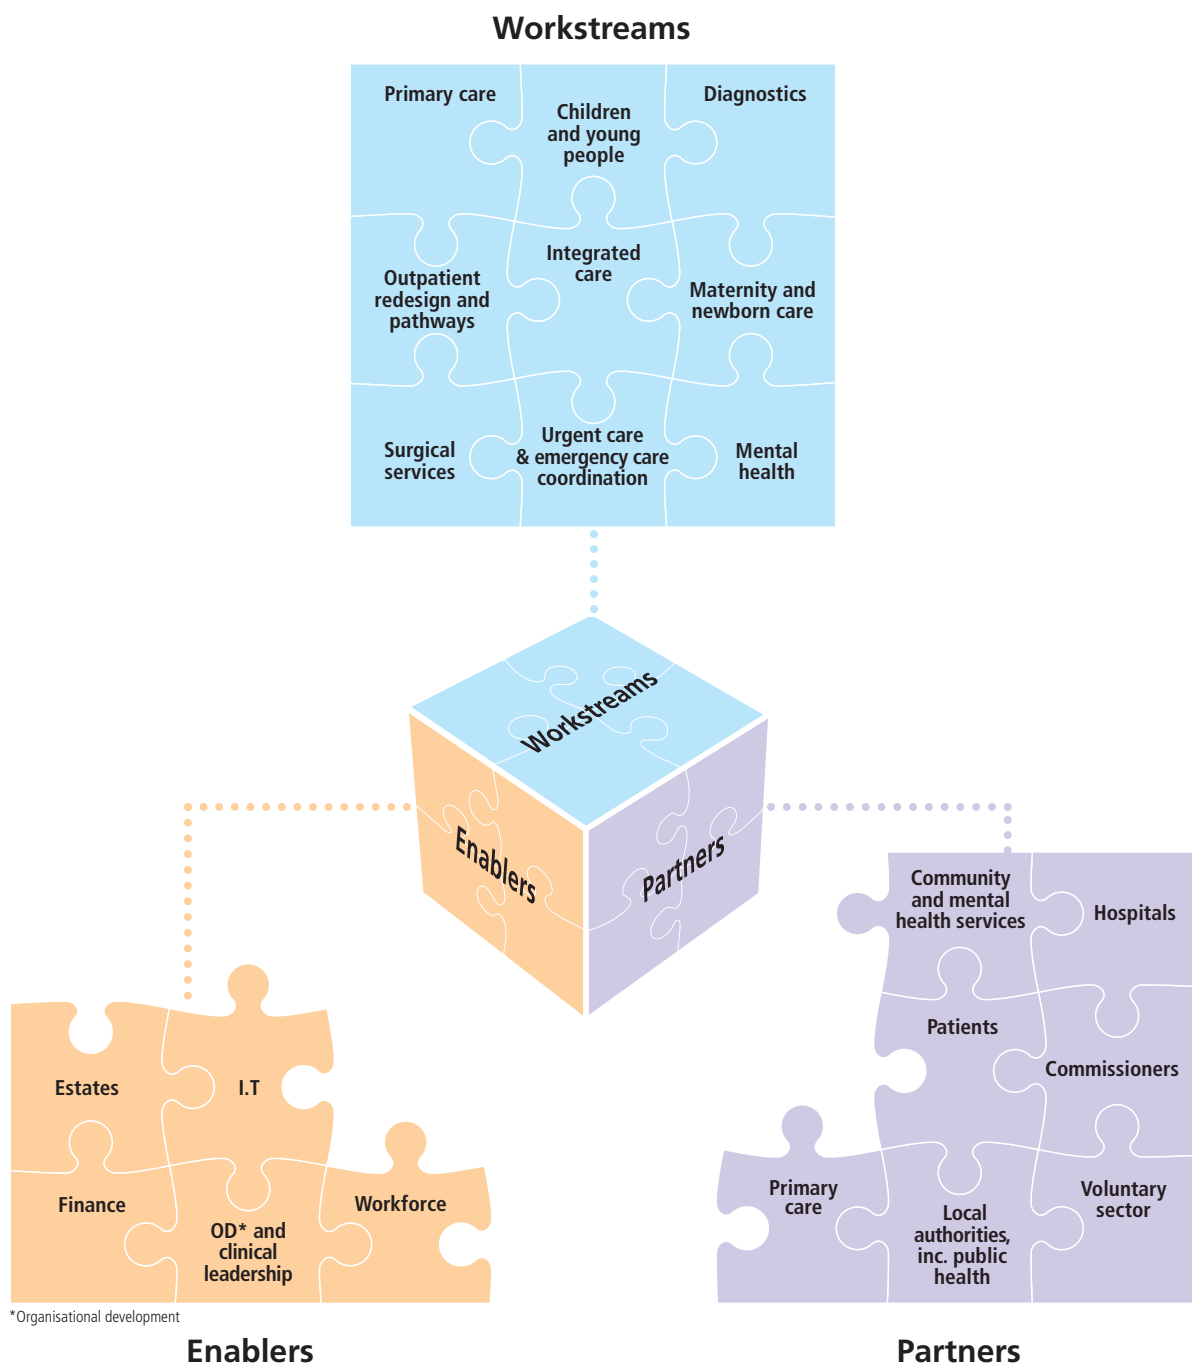 Workstreams
Primary care
Children
and young
people
Diagnostics
Outpatient
redesign and
pathways
Integrated
care
Maternity and
newborn care
Surgical
services
Urgent care
& emergency care
coordination
Mental
health
Workstreams
Enablers
Partners
Estates
I.T
Finance
OD* and
clinical
leadership
Workforce
*Organisational development
Enablers
Community
and mental
health services
Hospitals
Patients
Commissioners
Primary
care
Local
authorities,
inc. public
health
Voluntary
sector
Partners